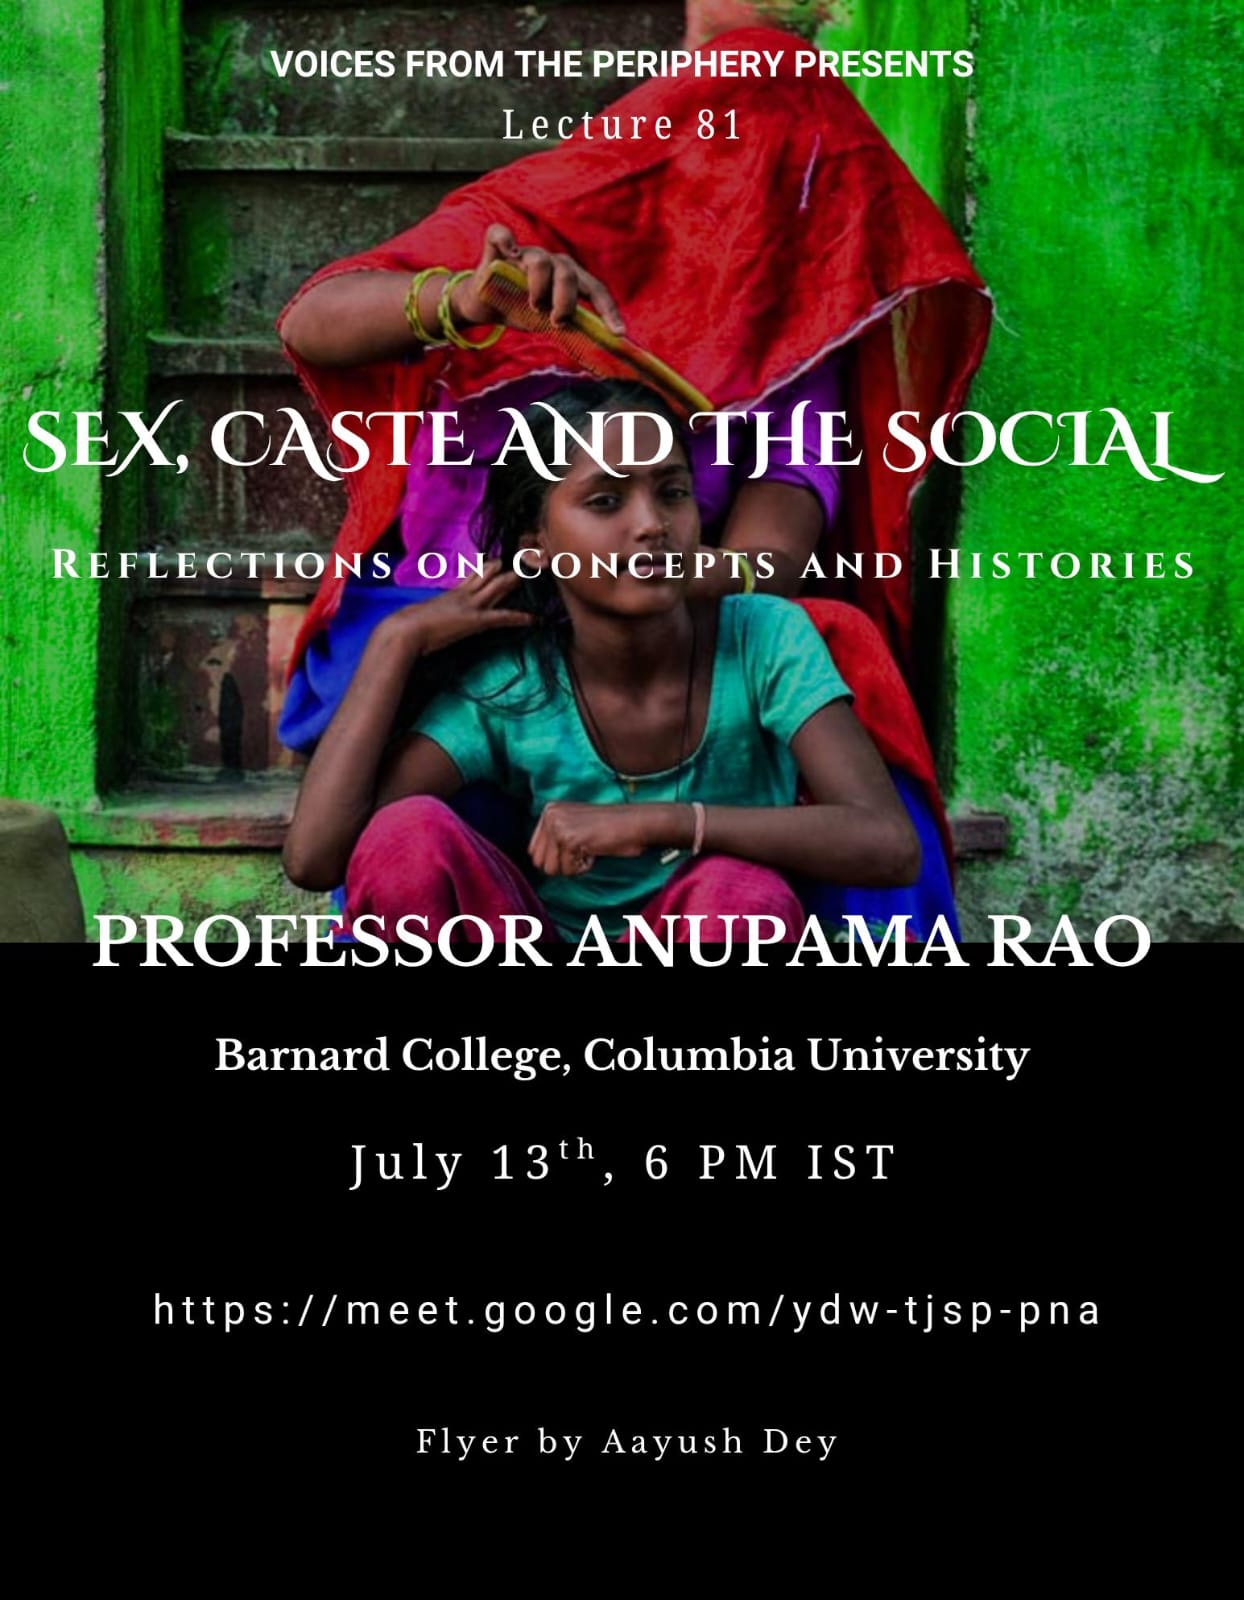 VOICES FROM THE PERIPHERY PRESENTS
Lecture 81
SEX, CASTE AND THE SOCIAL
REFLECTIONS ON CONCEPTS AND HISTORIES
PROFESSOR ANUPAMA RAO
Barnard College, Columbia University
July 13th, 6 PM IST
https://meet.google.com/ydw-tjsp-pna
Flyer by Aayush Dey